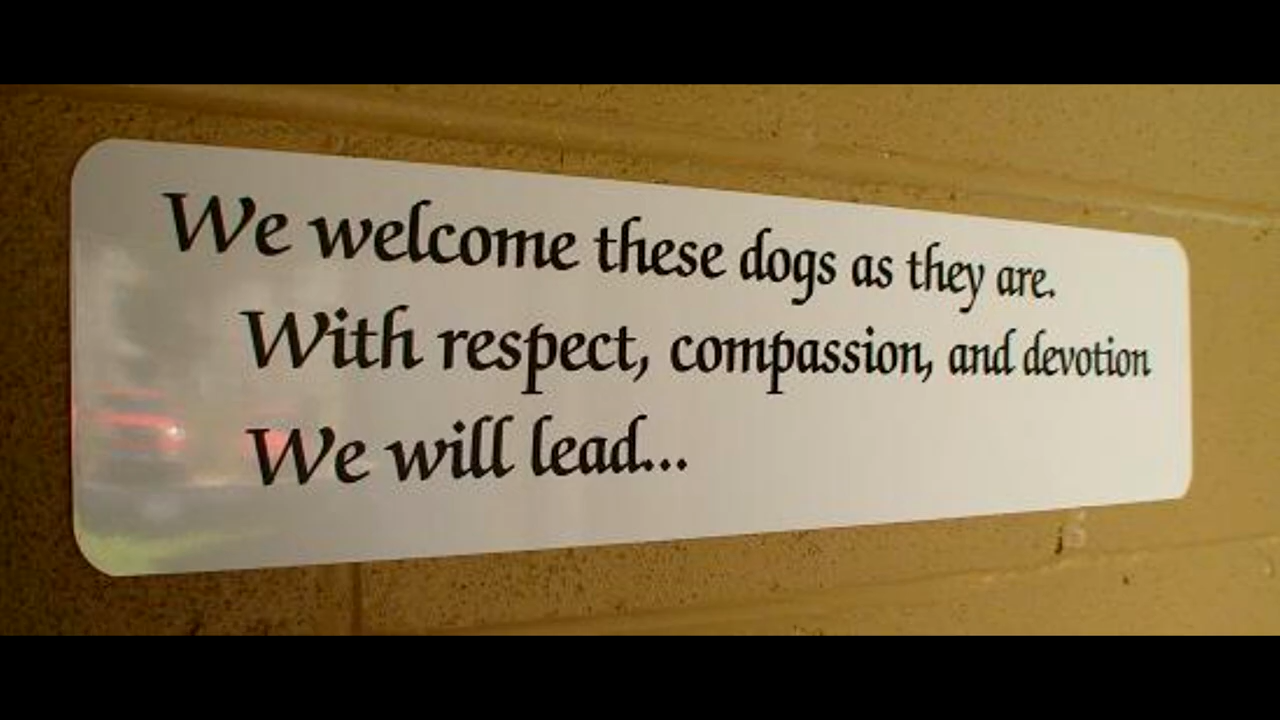 We welcome these dogs as they are.
With respect, compassion, and devotion
We will lead...